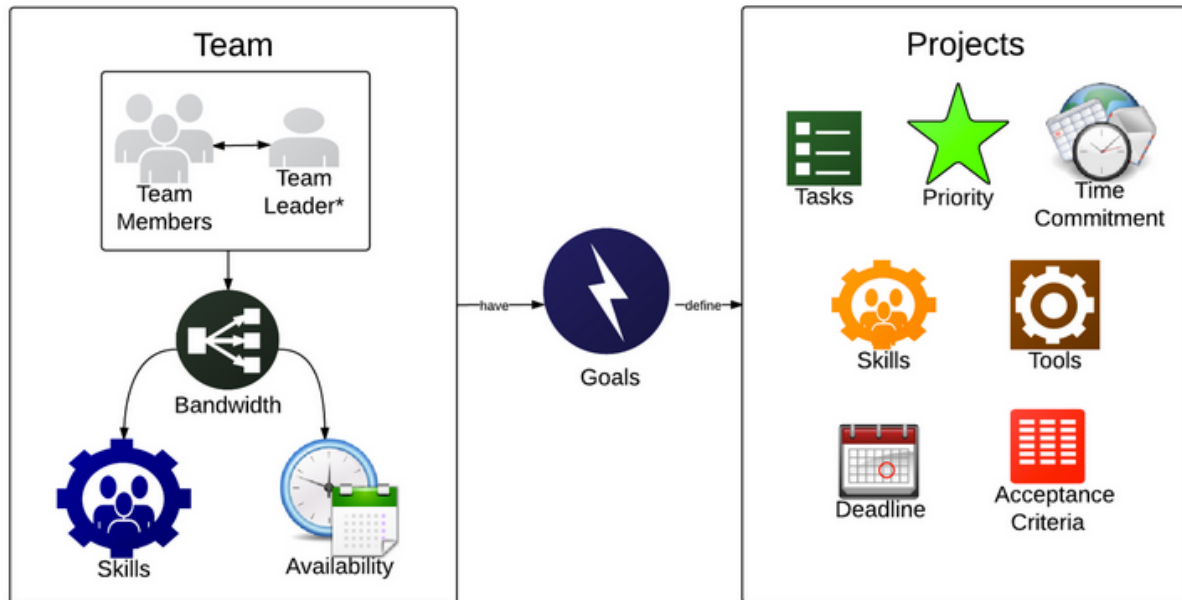 Team
Team
Members
Team
Leader*
Bandwidth
Skills
Availability
have
Goals
define
Projects
Tasks
Priority
Time
Commitment
Skills
Tools
Deadline
Acceptance
Criteria